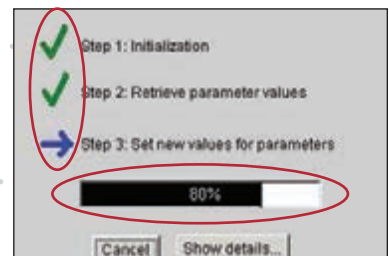 Step 1: Initialization
Step 2: Retrieve parameter values
Step 3: Set new values for parameters
80%
Cancel Show details...